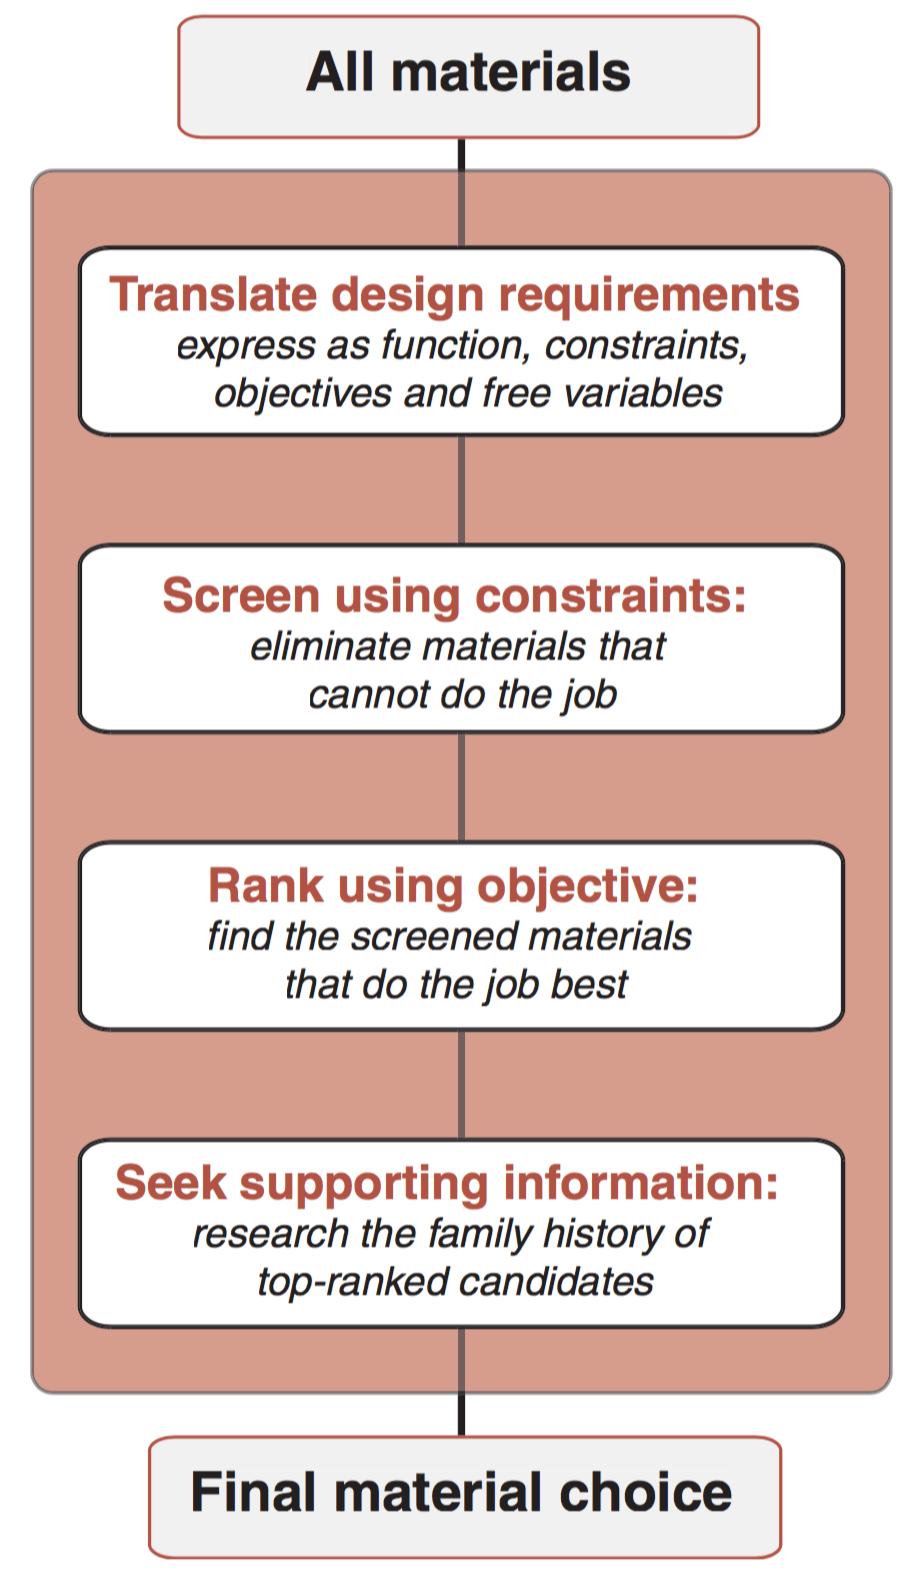 All materials
Translate design requirements
express as function, constraints,
objectives and free variables
Screen using constraints:
eliminate materials that
cannot do the job
Rank using objective:
find the screened materials
that do the job best
Seek supporting information:
research the family history of
top-ranked candidates
Final material choice